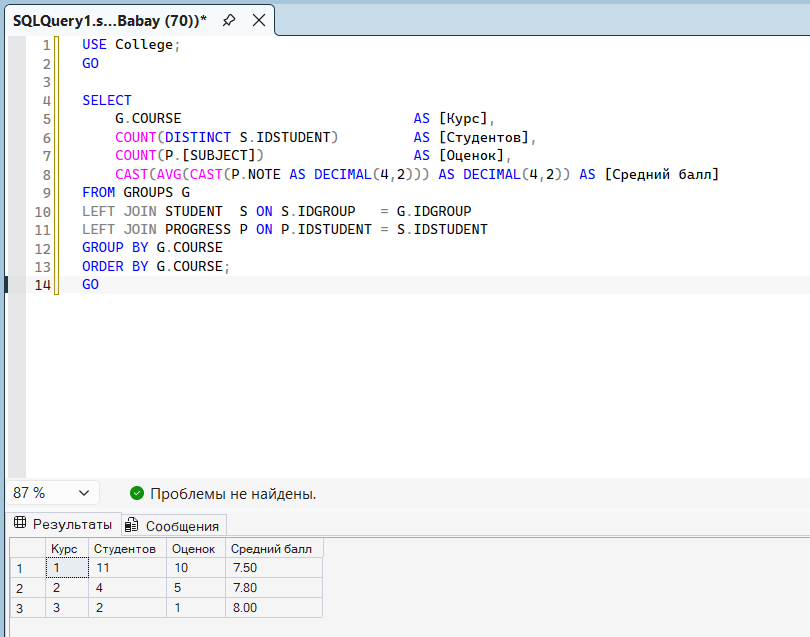 SQLQuery1.s...Babay (70))*
1 USE College;
2 GO
3
4 SELECT
5 G.COURSE AS [Курс],
6 COUNT(DISTINCT S.IDSTUDENT) AS [Студентов],
7 COUNT(P.[SUBJECT]) AS [Оценок],
8 CAST(AVG(CAST(P.NOTE AS DECIMAL(4,2))) AS DECIMAL(4,2)) AS [Средний балл]
9 FROM GROUPS G
10 LEFT JOIN STUDENT S ON S.IDGROUP = G.IDGROUP
11 LEFT JOIN PROGRESS P ON P.IDSTUDENT = S.IDSTUDENT
12 GROUP BY G.COURSE
13 ORDER BY G.COURSE;
14 GO
87 % Проблемы не найдены.
Результаты Сообщения
Курс Студентов Оценок Средний балл
1 1 11 10 7.50
2 2 4 5 7.80
3 3 2 1 8.00